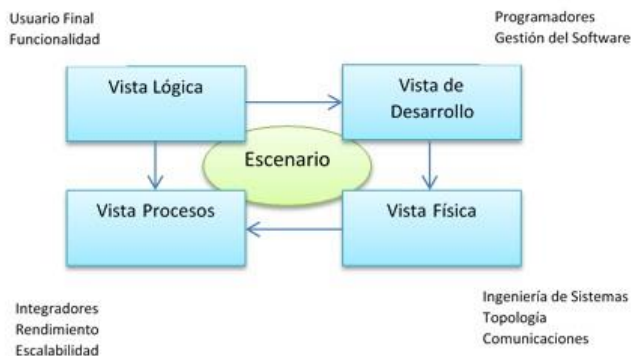 Usuario Final
Funcionalidad
Programadores
Gestión del Software
Vista Lógica
Vista de
Desarrollo
Escenario
Vista Procesos
Vista Física
Integradores
Rendimiento
Escalabilidad
Ingeniería de Sistemas
Topología
Comunicaciones